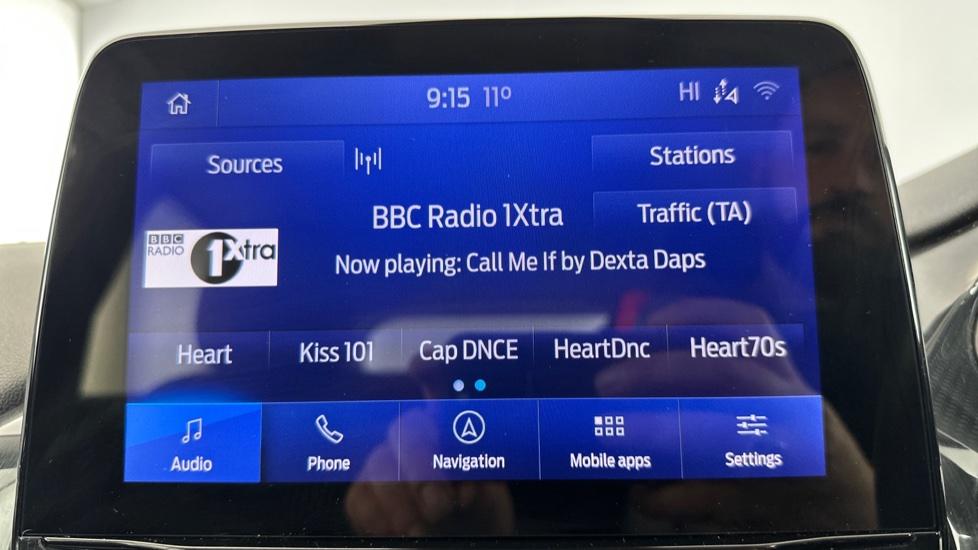 9:15 11°
HI
Sources
Stations
BBC Radio 1Xtra
Traffic (TA)
BBC
RADIO
1Xtra
Now playing: Call Me If by Dexta Daps
Heart
Kiss 101
Cap DNCE
HeartDnc
Heart70s
Audio
Phone
Navigation
Mobile apps
Settings